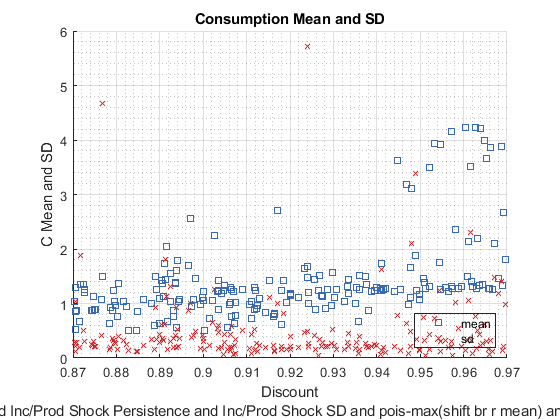 Consumption Mean and SD
C Mean and SD
6
5
4
3
2
1
0
0.87 0.88 0.89 0.9 0.91 0.92 0.93 0.94 0.95 0.96 0.97
mean
sd
Discount
d Inc/Prod Shock Persistence and Inc/Prod Shock SD and pois-max(shift br r mean) an